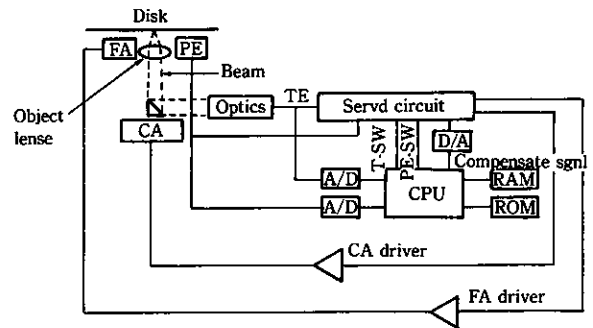 Disk
FA
PE
Beam
Object
lense
Optics
TE
Servd circuit
CA
T-SW
PE-SW
D/A
Compensate sgnl
A/D
CPU
RAM
A/D
ROM
CA driver
FA driver